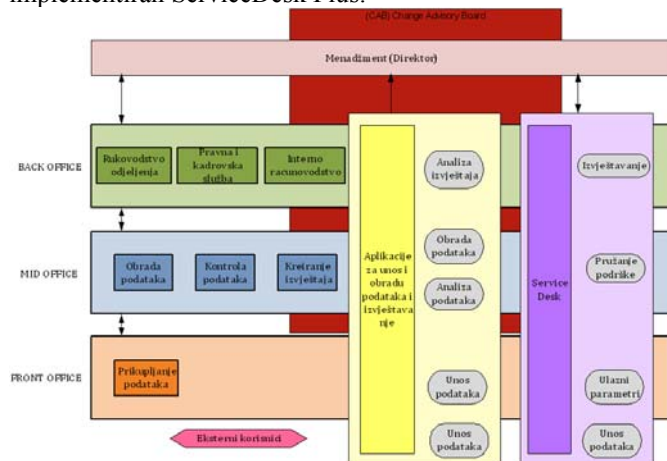 implementiran ServiceDesk Plus.
(CAB) Change Advisory Board
Menadžment (Direktor)
BACK OFFICE
Rukovodstvo
odjeljenja
Pravna i
kadrovska
služba
Interno
računovodstvo
Analiza
izvještaja
Izvještavanje
MID OFFICE
Obrada
podataka
Kontrola
podataka
Kreiranje
izvještaja
Aplikacije
za unos i
obradu
podataka i
izvještava
nje
Obrada
podataka
Analiza
podataka
Service
Desk
Pružanje
podrške
FRONT OFFICE
Prikupljanje
podataka
Unos
podataka
Ulazni
parametri
Eksterni korisnici
Unos
podataka
Unos
podataka